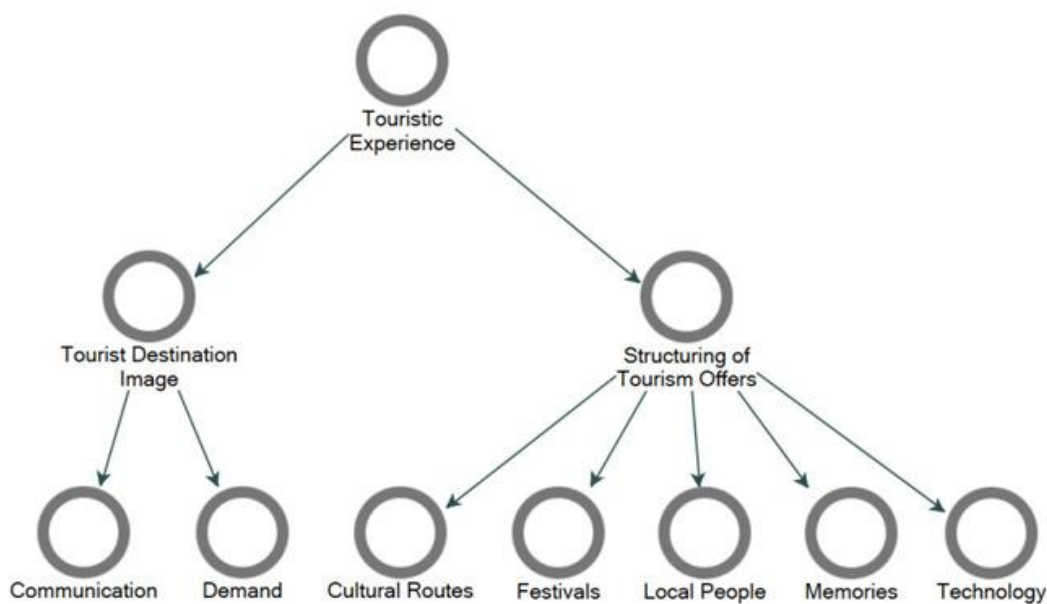 Touristic
Experience
Tourist Destination
Image
Structuring of
Tourism Offers
Communication
Demand
Cultural Routes
Festivals
Local People
Memories
Technology